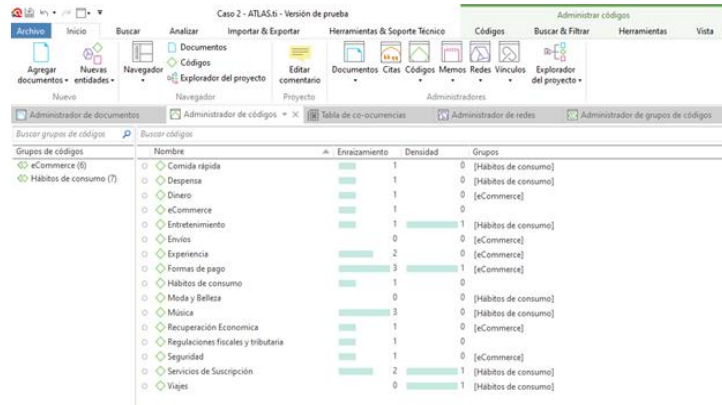 Caso 2 - ATLAS.ti - Versión de prueba
Administrar códigos
Archivo Inicio Buscar Analizar Importar & Exportar Herramientas & Soporte Técnico Códigos Buscar & Filtrar Herramientas Vista
Agregar documentos
Nuevas entidades
Nuevo
Navegador
Documentos
Códigos
Explorador del proyecto
Navegador
Editar comentario
Proyecto
Documentos Citas Códigos Memos Redes Vínculos
Explorador del proyecto
Administradores
Administrador de documentos Administrador de códigos Tabla de co-ocurrencias Administrador de redes Administrador de grupos de códigos
Buscar grupos de códigos Buscar códigos
Grupos de códigos Nombre Enraizamiento Densidad Grupos
eCommerce (6)
Hábitos de consumo (7)
Comida rápida 1 0 [Hábitos de consumo]
Despensa 1 0 [Hábitos de consumo]
Dinero 1 0 [eCommerce]
eCommerce 1 0
Entretenimiento 1 1 [Hábitos de consumo]
Envíos 0 0 [eCommerce]
Experiencia 2 0 [eCommerce]
Formas de pago 3 1 [eCommerce]
Hábitos de consumo 1 0
Moda y Belleza 0 0 [Hábitos de consumo]
Música 3 0 [Hábitos de consumo]
Recuperación Economica 1 0 [eCommerce]
Regulaciones fiscales y tributaria 1 0
Seguridad 1 0 [eCommerce]
Servicios de Suscripción 2 1 [Hábitos de consumo]
Viajes 0 1 [Hábitos de consumo]